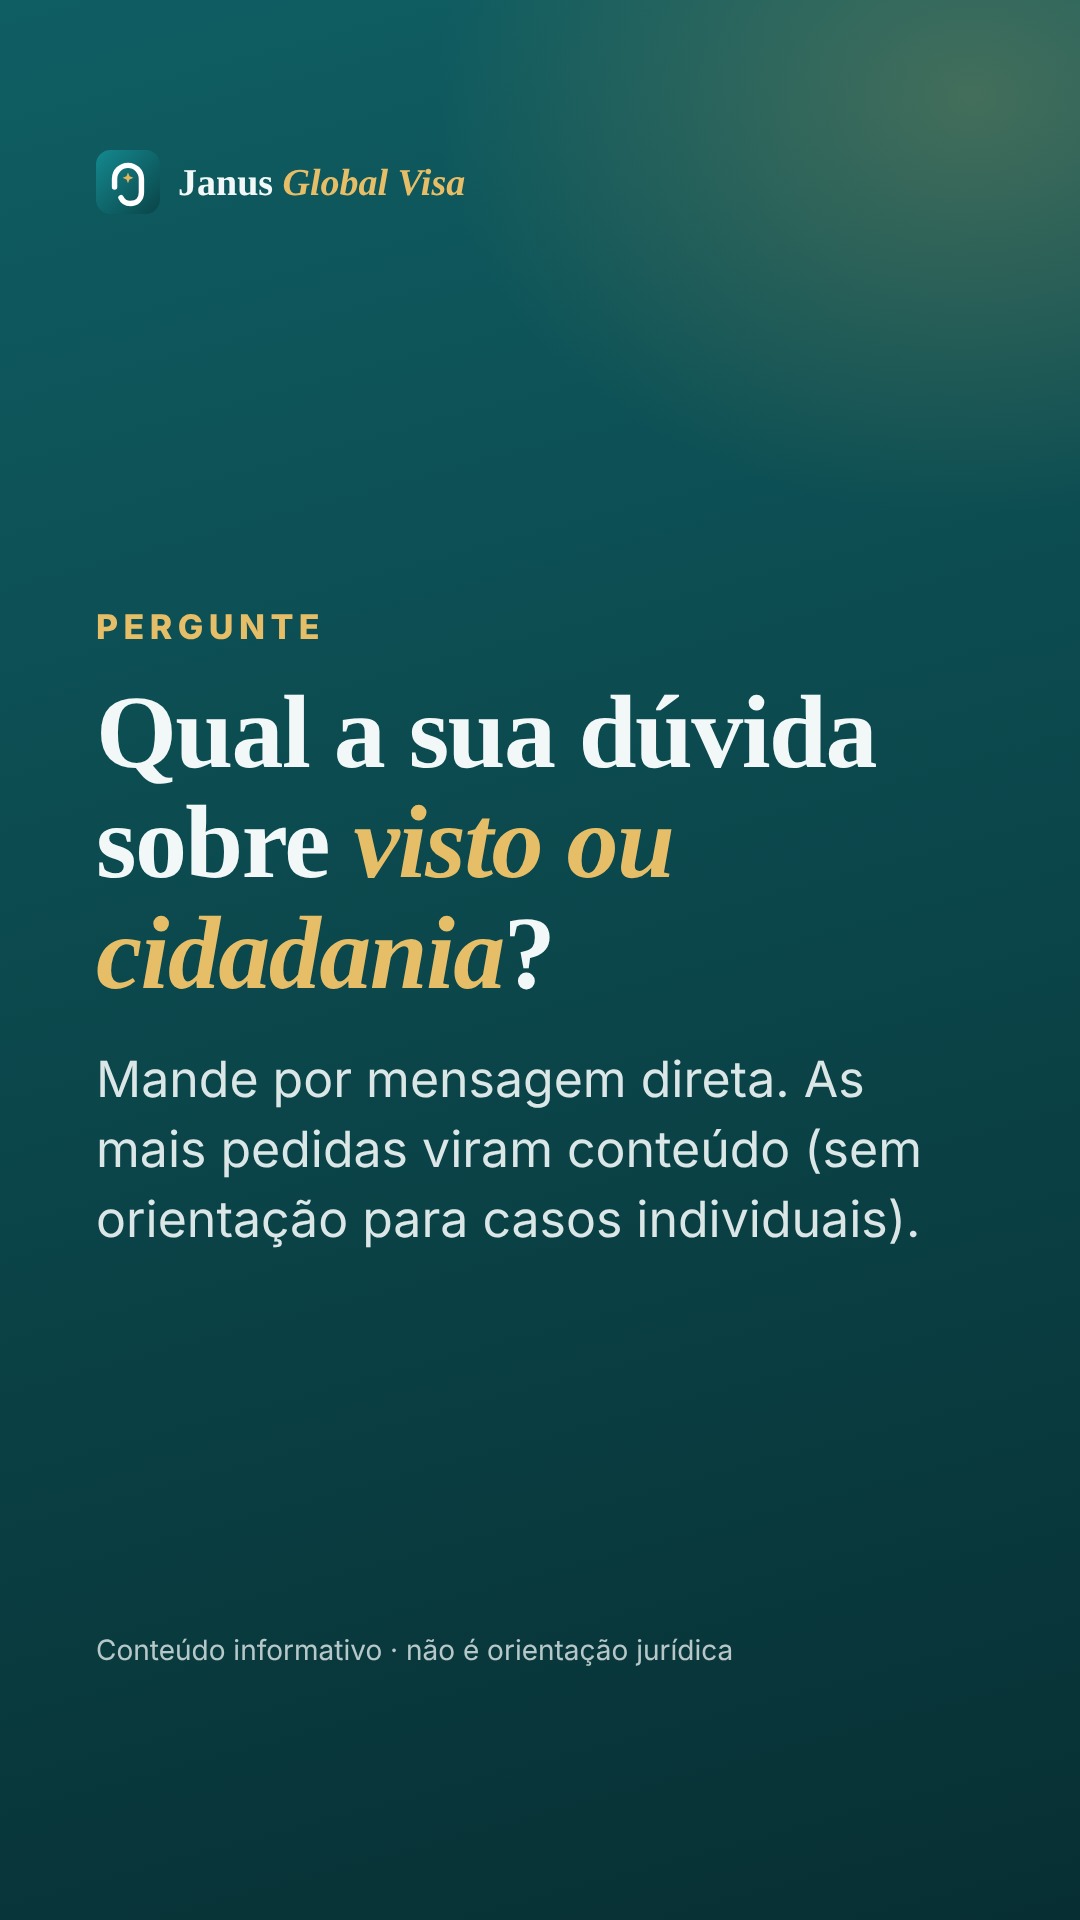 Janus Global Visa
PERGUNTE
Qual a sua dúvida
sobre visto ou
cidadania?
Mande por mensagem direta. As
mais pedidas viram conteúdo (sem
orientação para casos individuais).
Conteúdo informativo · não é orientação jurídica